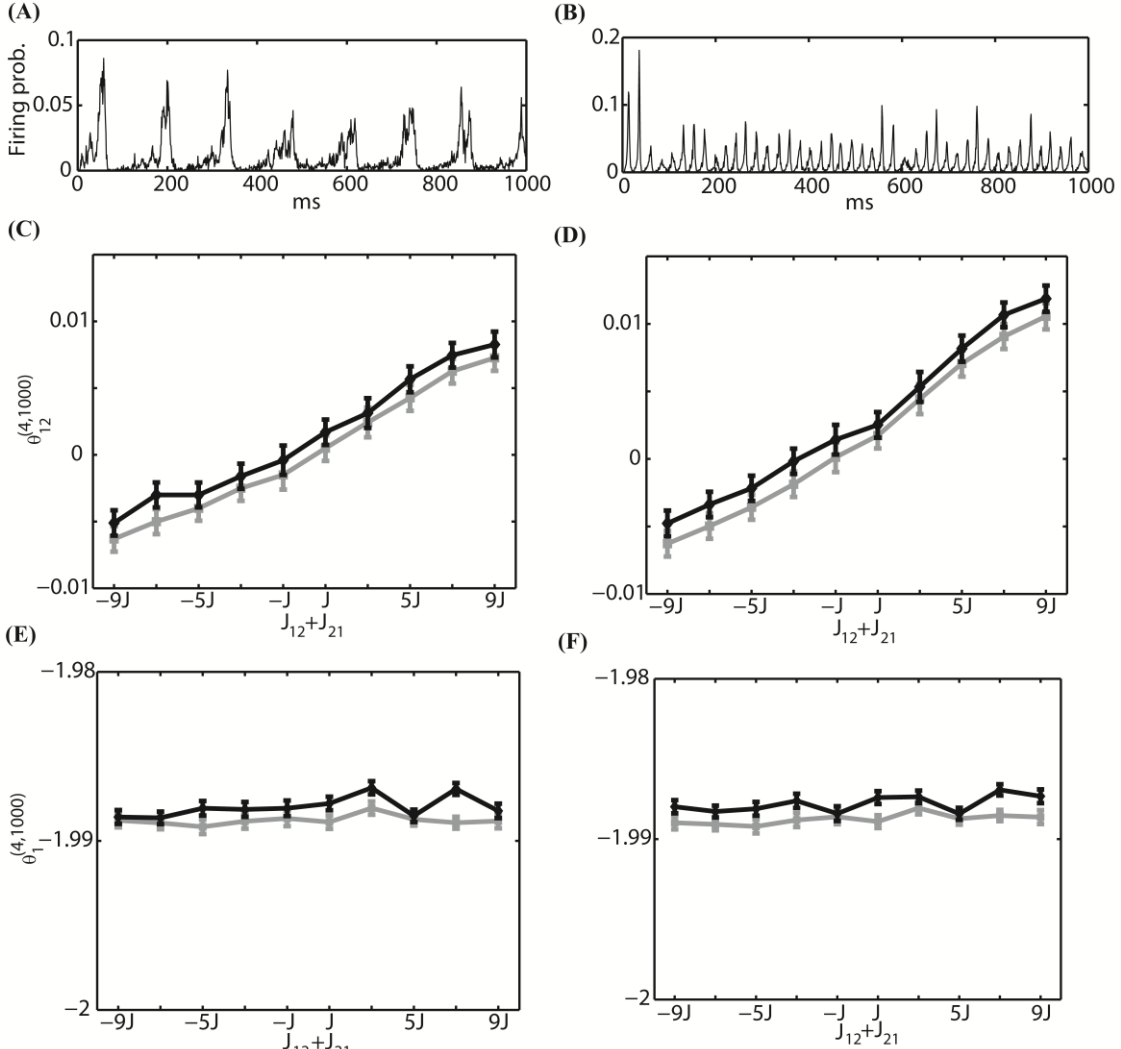 (A)
(B)
Firing prob.
0.1
0.05
0
0 200 400 600 800 1000
ms
0.2
0.1
0
0 200 400 600 800 1000
ms
(C)
(D)
θ12(4,1000)
0.01
0
−0.01
−9J −5J −J J 5J 9J
J12+J21
0.01
0
−0.01
−9J −5J −J J 5J 9J
J12+J21
(E)
(F)
θ1(4,1000)
−1.98
−1.99
−2
−9J −5J −J J 5J 9J
J12+J21
−1.98
−1.99
−2
−9J −5J −J J 5J 9J
J12+J21